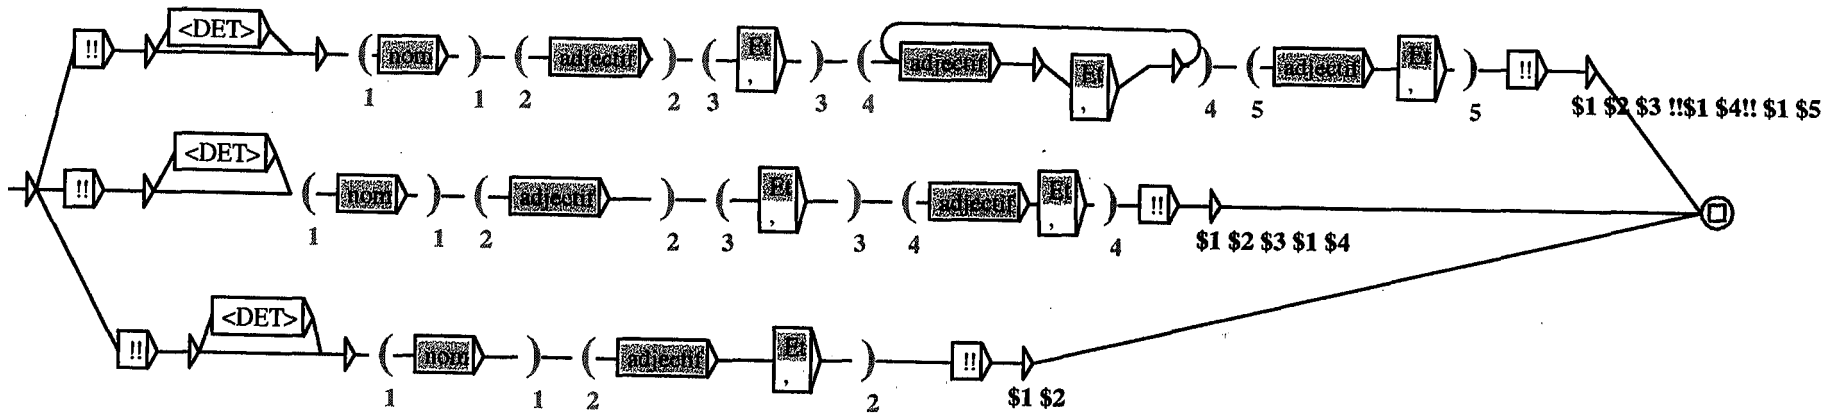 !! <DET> ( nom ) ( adjectif ) ( Et , ) ( adjectif Et , ) ( adjectif Et , ) !!
1 1 2 2 3 3 4 4 5 5 $1 $2 $3 !!$1 $4!! $1 $5
!! <DET> ( nom ) ( adjectif ) ( Et , ) ( adjectif Et , ) !!
1 1 2 2 3 3 4 4 $1 $2 $3 $1 $4
!! <DET> ( nom ) ( adjectif Et , ) !!
1 1 2 2 $1 $2